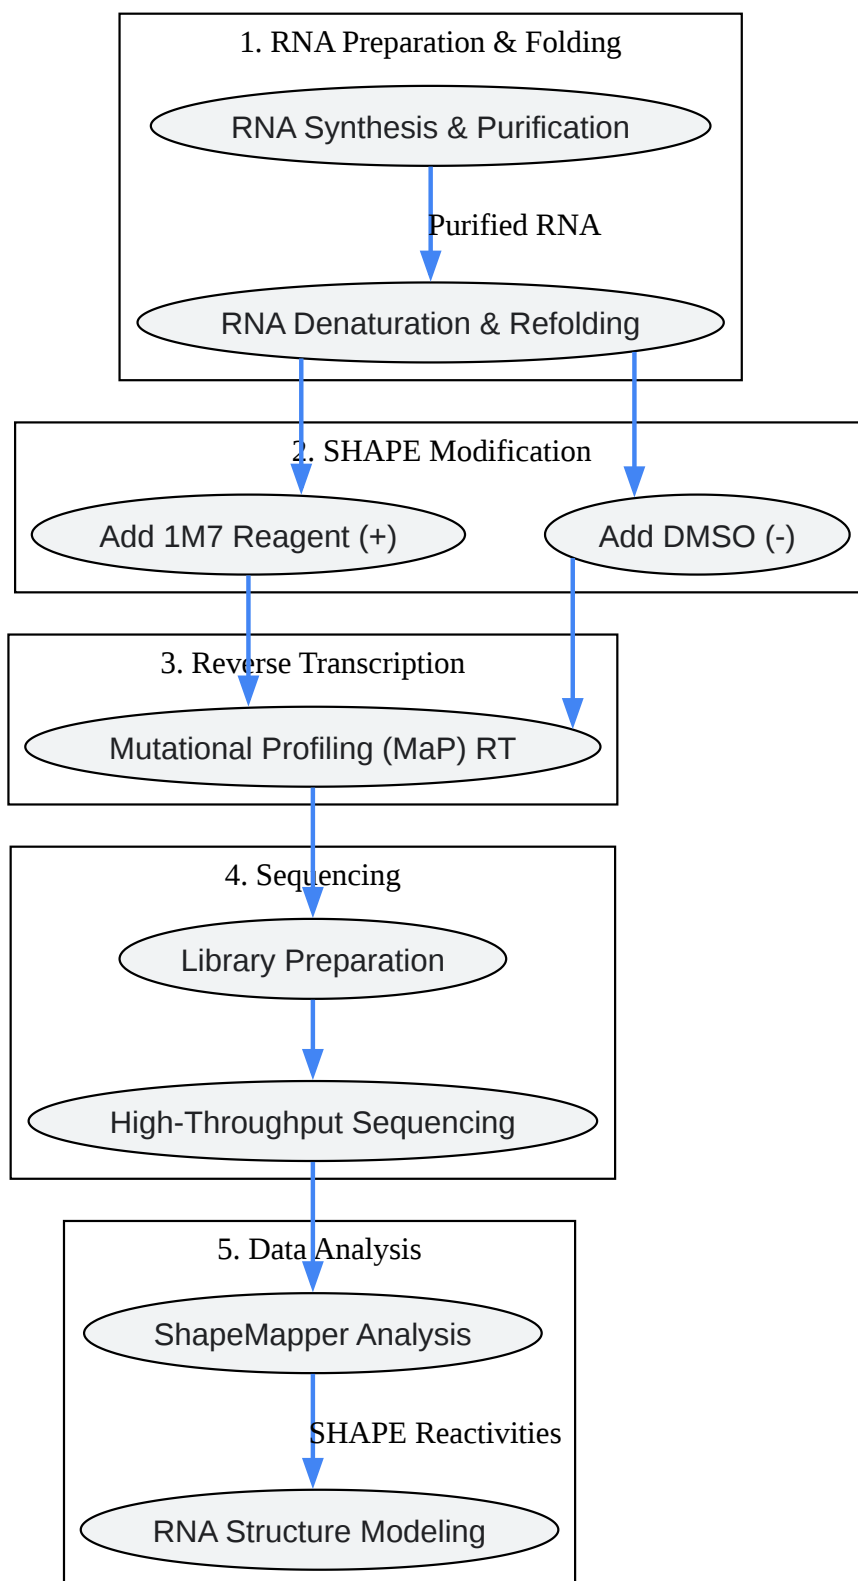 1. RNA Preparation & Folding
RNA Synthesis & Purification
Purified RNA
RNA Denaturation & Refolding
2. SHAPE Modification
Add 1M7 Reagent (+)
Add DMSO (-)
3. Reverse Transcription
Mutational Profiling (MaP) RT
4. Sequencing
Library Preparation
High-Throughput Sequencing
5. Data Analysis
ShapeMapper Analysis
SHAPE Reactivities
RNA Structure Modeling